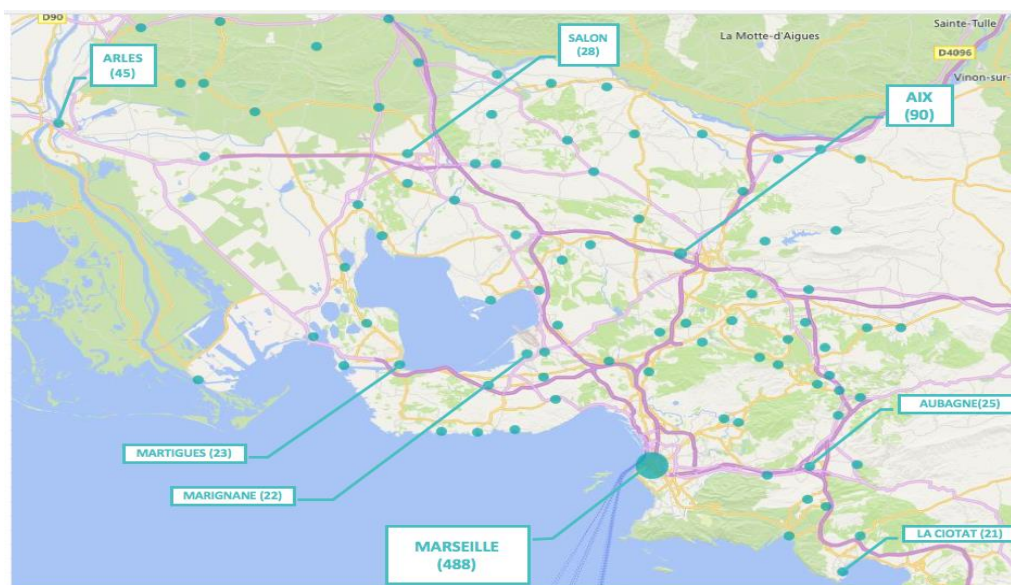 D90
Sainte-Tulle
La Motte-d'Aigues
D4096
Vinon-sur-
ARLES
(45)
SALON
(28)
AIX
(90)
AUBAGNE(25)
MARTIGUES (23)
MARIGNANE (22)
MARSEILLE
(488)
LA CIOTAT (21)